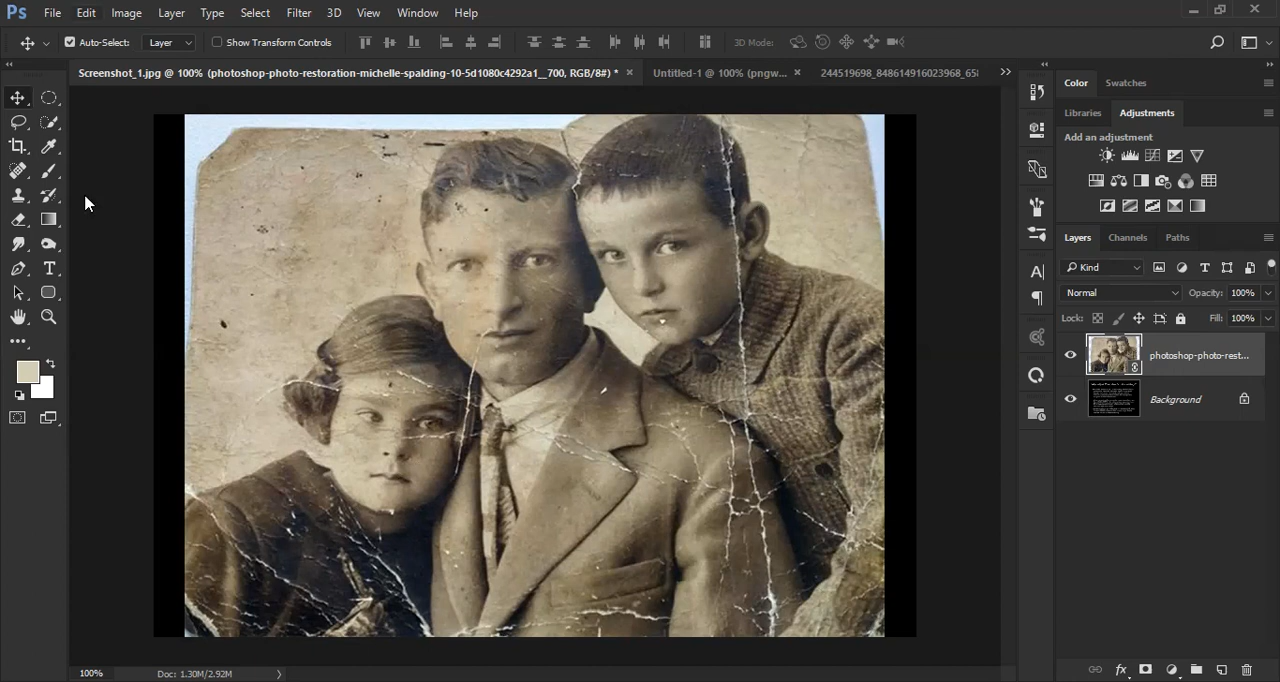 Ps File Edit Image Layer Type Select Filter 3D View Window Help
Auto-Select: Layer Show Transform Controls 3D Mode:
Screenshot_1.jpg @ 100% (photoshop-photo-restoration-michelle-spalding-10-5d1080c4292a1__700, RGB/8#) * × Untitled-1 @ 100% (pngw... × 244519698_848614916023968_658
Color Swatches
Libraries Adjustments
Add an adjustment
Layers Channels Paths
Kind
Normal Opacity: 100%
Lock: Fill: 100%
photoshop-photo-rest...
Background
100% Doc: 1.30M/2.92M